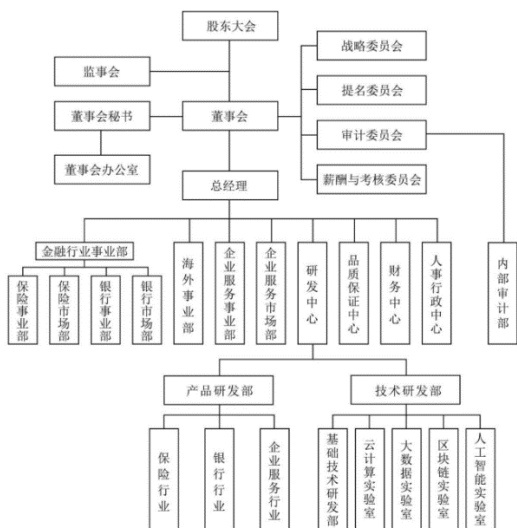 股东大会
战略委员会
监事会
提名委员会
董事会秘书
董事会
审计委员会
董事会办公室
总经理
薪酬与考核委员会
金融行业事业部
海外事业部
企业服务事业部
企业服务市场部
研发中心
品质保证中心
财务中心
人事行政中心
内部审计部
保险事业部
保险市场部
银行事业部
银行市场部
产品研发部
技术研发部
保险行业
银行行业
企业服务行业
基础技术研发部
云计算实验室
大数据实验室
区块链实验室
人工智能实验室